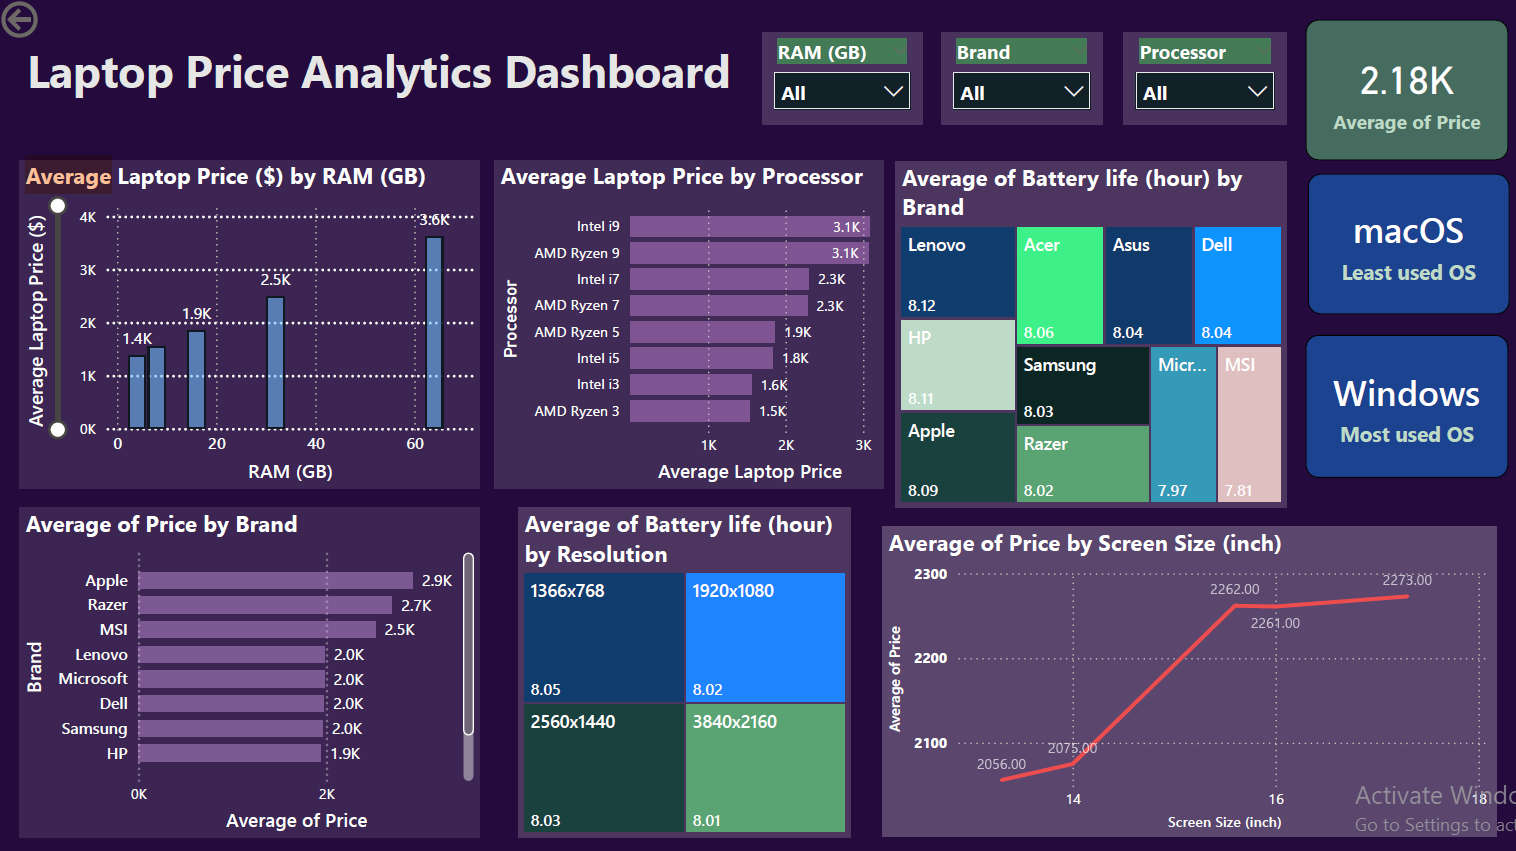 Laptop Price Analytics Dashboard
RAM (GB)
All
Brand
All
Processor
All
2.18K
Average of Price
macOS
Least used OS
Windows
Most used OS
Average Laptop Price ($) by RAM (GB)
Average Laptop Price ($)
4K
3K
2K
1K
0K
1.4K
1.9K
2.5K
3.6K
0
20
40
60
RAM (GB)
Average Laptop Price by Processor
Processor
Intel i9
3.1K
AMD Ryzen 9
3.1K
Intel i7
2.3K
AMD Ryzen 7
2.3K
AMD Ryzen 5
1.9K
Intel i5
1.8K
Intel i3
1.6K
AMD Ryzen 3
1.5K
1K
2K
3K
Average Laptop Price
Average of Battery life (hour) by
Brand
Lenovo
8.12
HP
8.11
Apple
8.09
Acer
8.06
Asus
8.04
Dell
8.04
Samsung
8.03
Razer
8.02
Micr...
7.97
MSI
7.81
Average of Price by Brand
Brand
Apple
2.9K
Razer
2.7K
MSI
2.5K
Lenovo
2.0K
Microsoft
2.0K
Dell
2.0K
Samsung
2.0K
HP
1.9K
0K
2K
Average of Price
Average of Battery life (hour)
by Resolution
1366x768
8.05
1920x1080
8.02
2560x1440
8.03
3840x2160
8.01
Average of Price by Screen Size (inch)
Average of Price
2300
2200
2100
2056.00
2075.00
2262.00
2261.00
2273.00
14
16
18
Screen Size (inch)
Activate Windo
Go to Settings to act